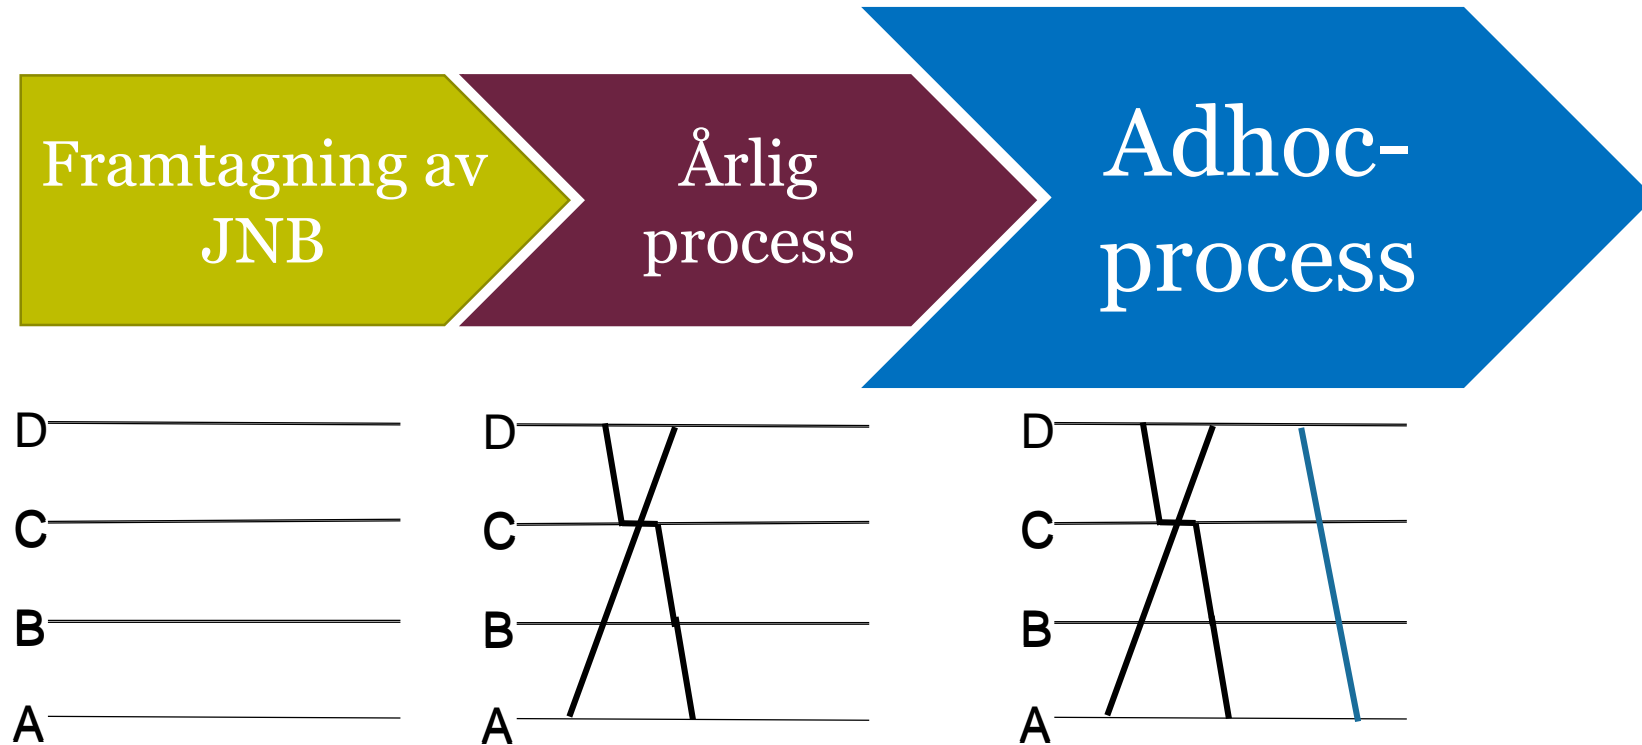 Framtagning av
JNB
Årlig
process
Adhoc-
process
D
C
B
A
D
C
B
A
D
C
B
A